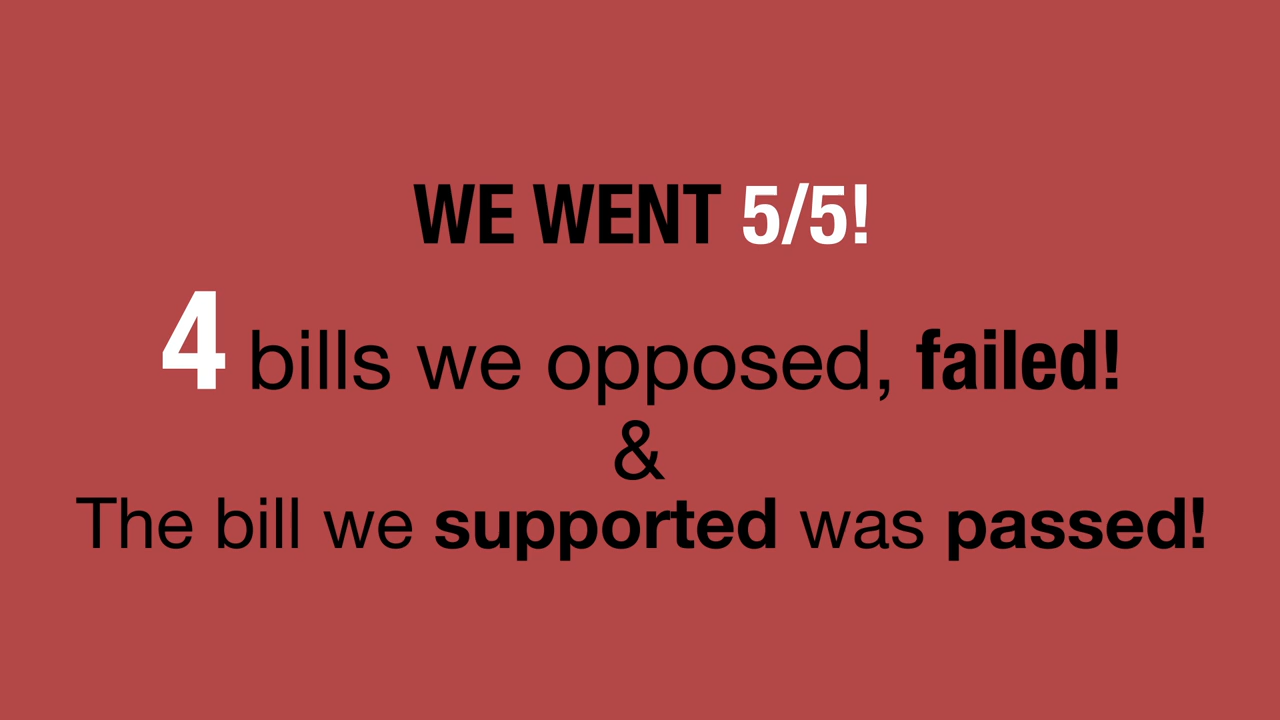 WE WENT 5/5!
4 bills we opposed, failed!
&
The bill we supported was passed!